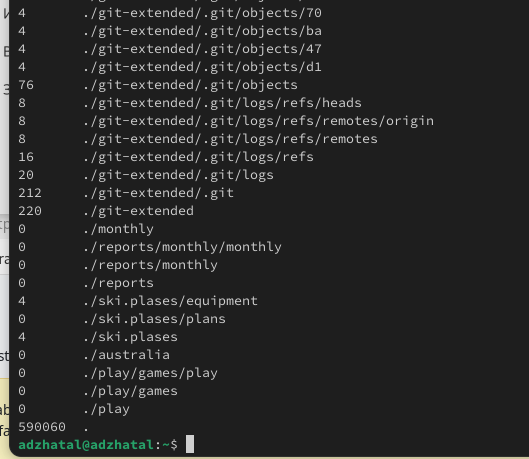 4 ./git-extended/.git/objects/70
4 ./git-extended/.git/objects/ba
4 ./git-extended/.git/objects/47
4 ./git-extended/.git/objects/d1
76 ./git-extended/.git/objects
8 ./git-extended/.git/logs/refs/heads
8 ./git-extended/.git/logs/refs/remotes/origin
8 ./git-extended/.git/logs/refs/remotes
16 ./git-extended/.git/logs/refs
20 ./git-extended/.git/logs
212 ./git-extended/.git
220 ./git-extended
0 ./monthly
0 ./reports/monthly/monthly
0 ./reports/monthly
0 ./reports
4 ./ski.plases/equipment
0 ./ski.plases/plans
4 ./ski.plases
0 ./australia
0 ./play/games/play
0 ./play/games
0 ./play
590060 .
adzhatal@adzhatal:~$